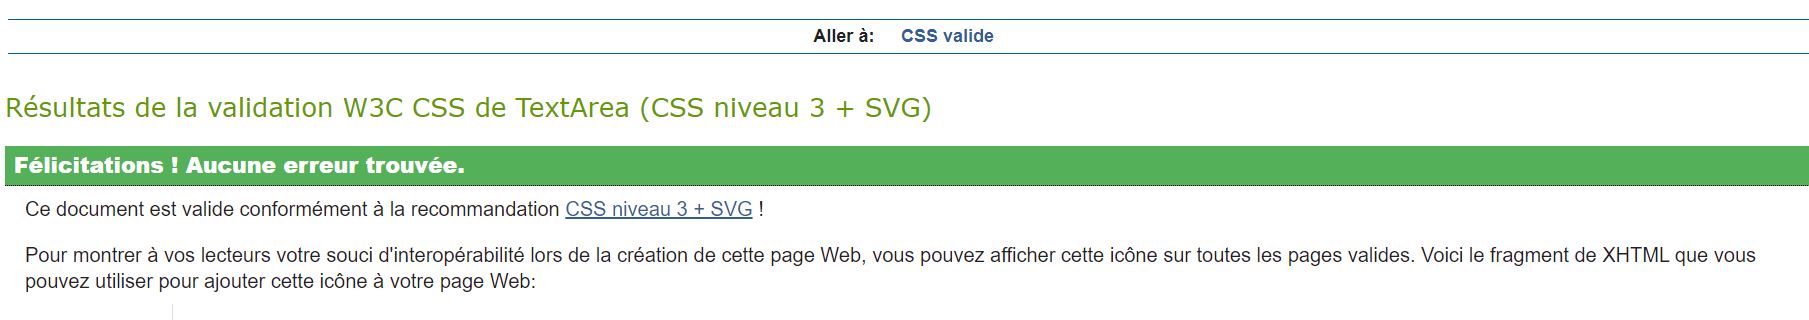 Aller à: CSS valide
Résultats de la validation W3C CSS de TextArea (CSS niveau 3 + SVG)
Félicitations ! Aucune erreur trouvée.
Ce document est valide conformément à la recommandation CSS niveau 3 + SVG !
Pour montrer à vos lecteurs votre souci d'interopérabilité lors de la création de cette page Web, vous pouvez afficher cette icône sur toutes les pages valides. Voici le fragment de XHTML que vous
pouvez utiliser pour ajouter cette icône à votre page Web: